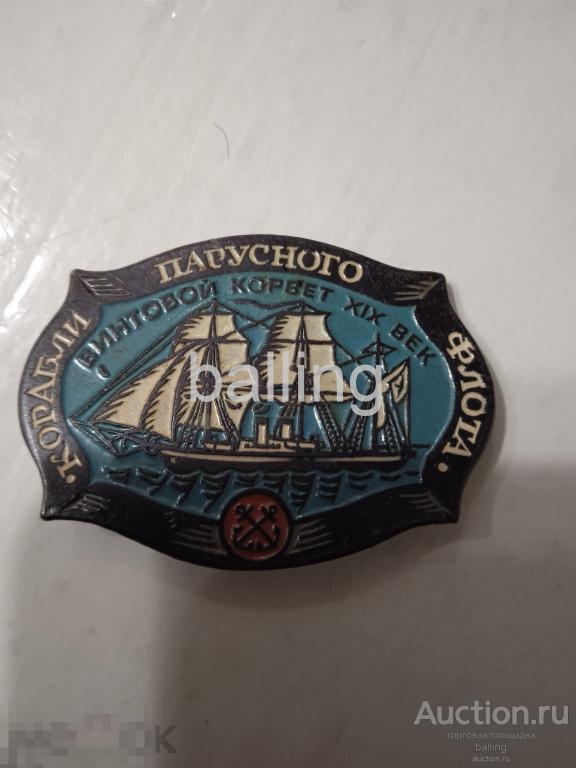 · КОРАБЛИ
ПАРУСНОГО
ФЛОТА ·
ВИНТОВОЙ КОРВЕТ XIX ВЕК
balling
Auction.ru
торговая площадка
balling
auction.ru